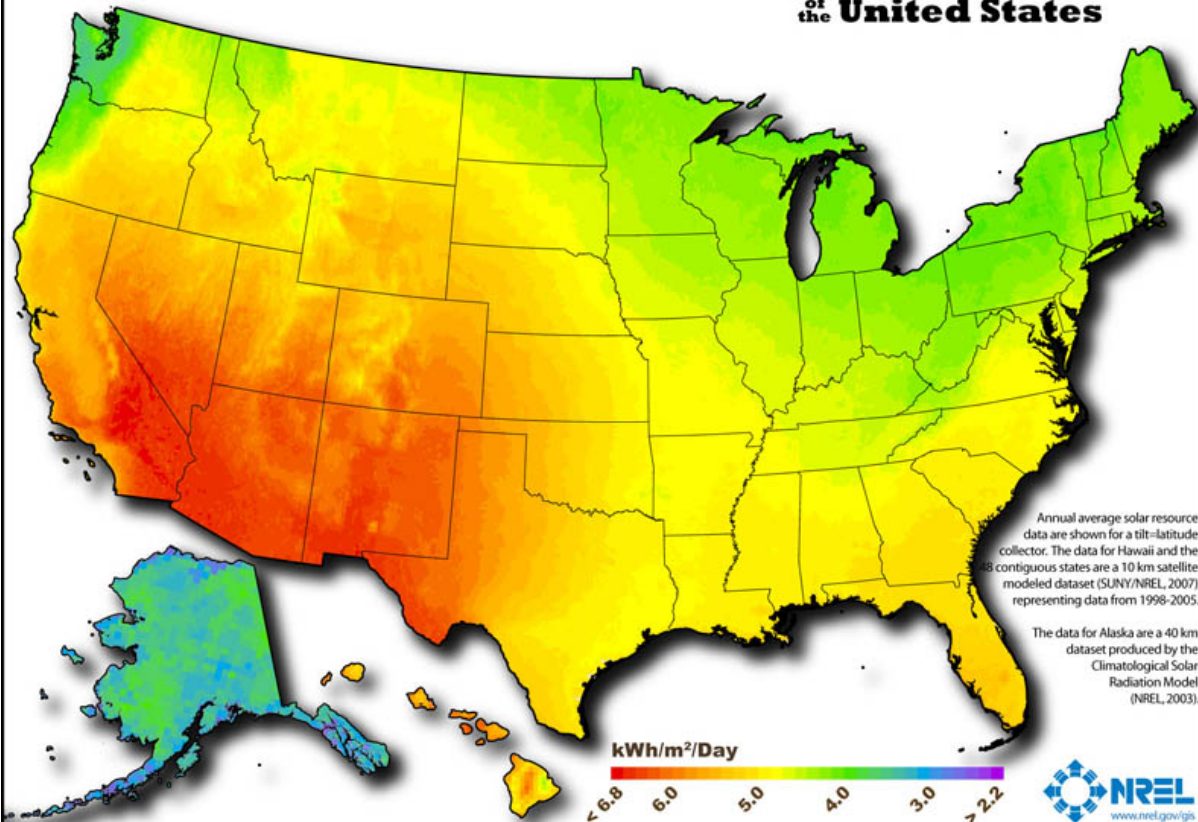 of
the United States
Annual average solar resource
data are shown for a tilt=latitude
collector. The data for Hawaii and the
48 contiguous states are a 10 km satellite
modeled dataset (SUNY/NREL, 2007)
representing data from 1998-2005.
The data for Alaska are a 40 km
dataset produced by the
Climatological Solar
Radiation Model
(NREL, 2003).
kWh/m²/Day
< 6.8
6.0
5.0
4.0
3.0
> 2.2
NREL
www.nrel.gov/gis